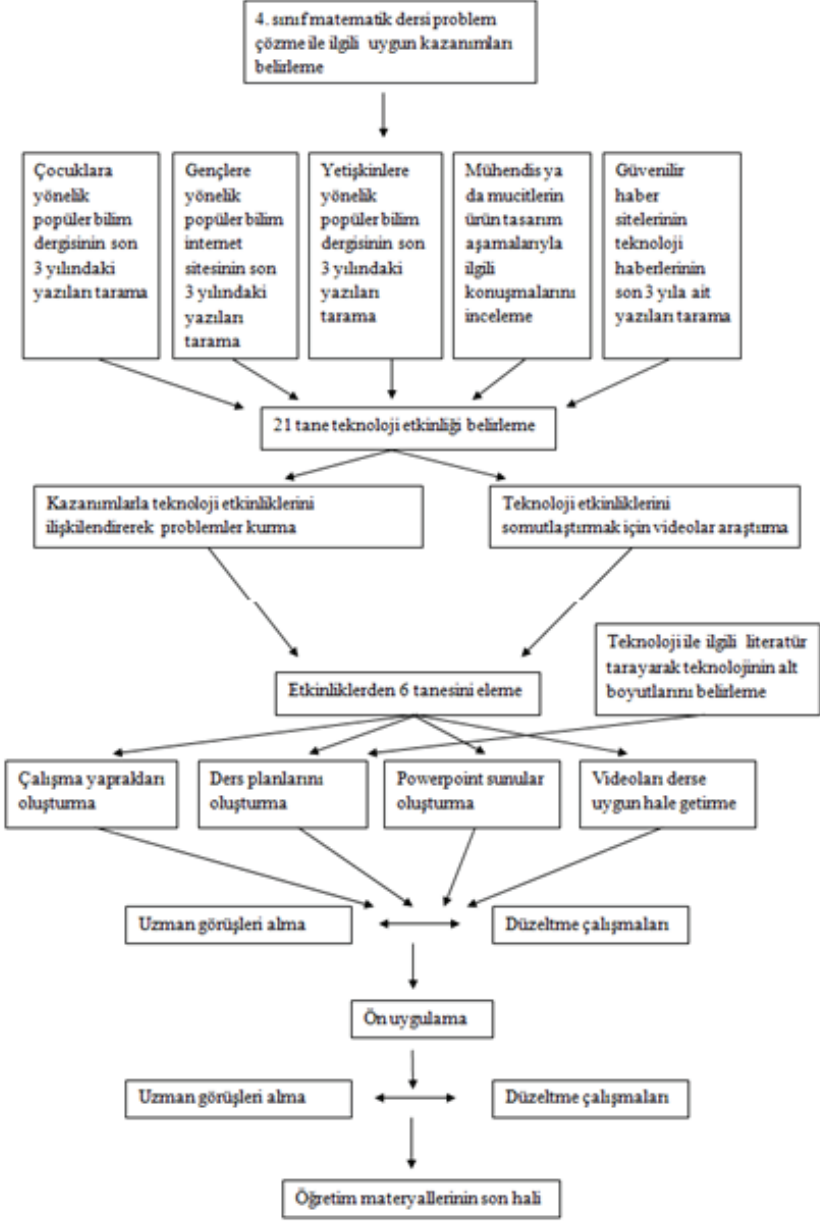 4. sınıf matematik dersi problem
çözme ile ilgili uygun kazanımları
belirleme
Çocuklara
yönelik
popüler bilim
dergisinin son
3 yılındaki
yazıları tarama
Gençlere
yönelik
popüler bilim
internet
sitesinin son
3 yılındaki
yazıları
tarama
Yetişkinlere
yönelik
popüler bilim
dergisinin son
3 yılındaki
yazıları
tarama
Mühendis ya
da mucitlerin
ürün tasarım
aşamalarıyla
ilgili
konuşmalarını
inceleme
Güvenilir
haber
sitelerinin
teknoloji
haberlerinin
son 3 yıla ait
yazıları tarama
21 tane teknoloji etkinliği belirleme
Kazanımlarla teknoloji etkinliklerini
ilişkilendirerek problemler kurma
Teknoloji etkinliklerini
somutlaştırmak için videolar araştırma
Teknoloji ile ilgili literatür
tarayarak teknolojinin alt
boyutlarını belirleme
Etkinliklerden 6 tanesini eleme
Çalışma yaprakları
oluşturma
Ders planlarını
oluşturma
Powerpoint sunular
oluşturma
Videoları derse
uygun hale getirme
Uzman görüşleri alma
Düzeltme çalışmaları
Ön uygulama
Uzman görüşleri alma
Düzeltme çalışmaları
Öğretim materyallerinin son hali